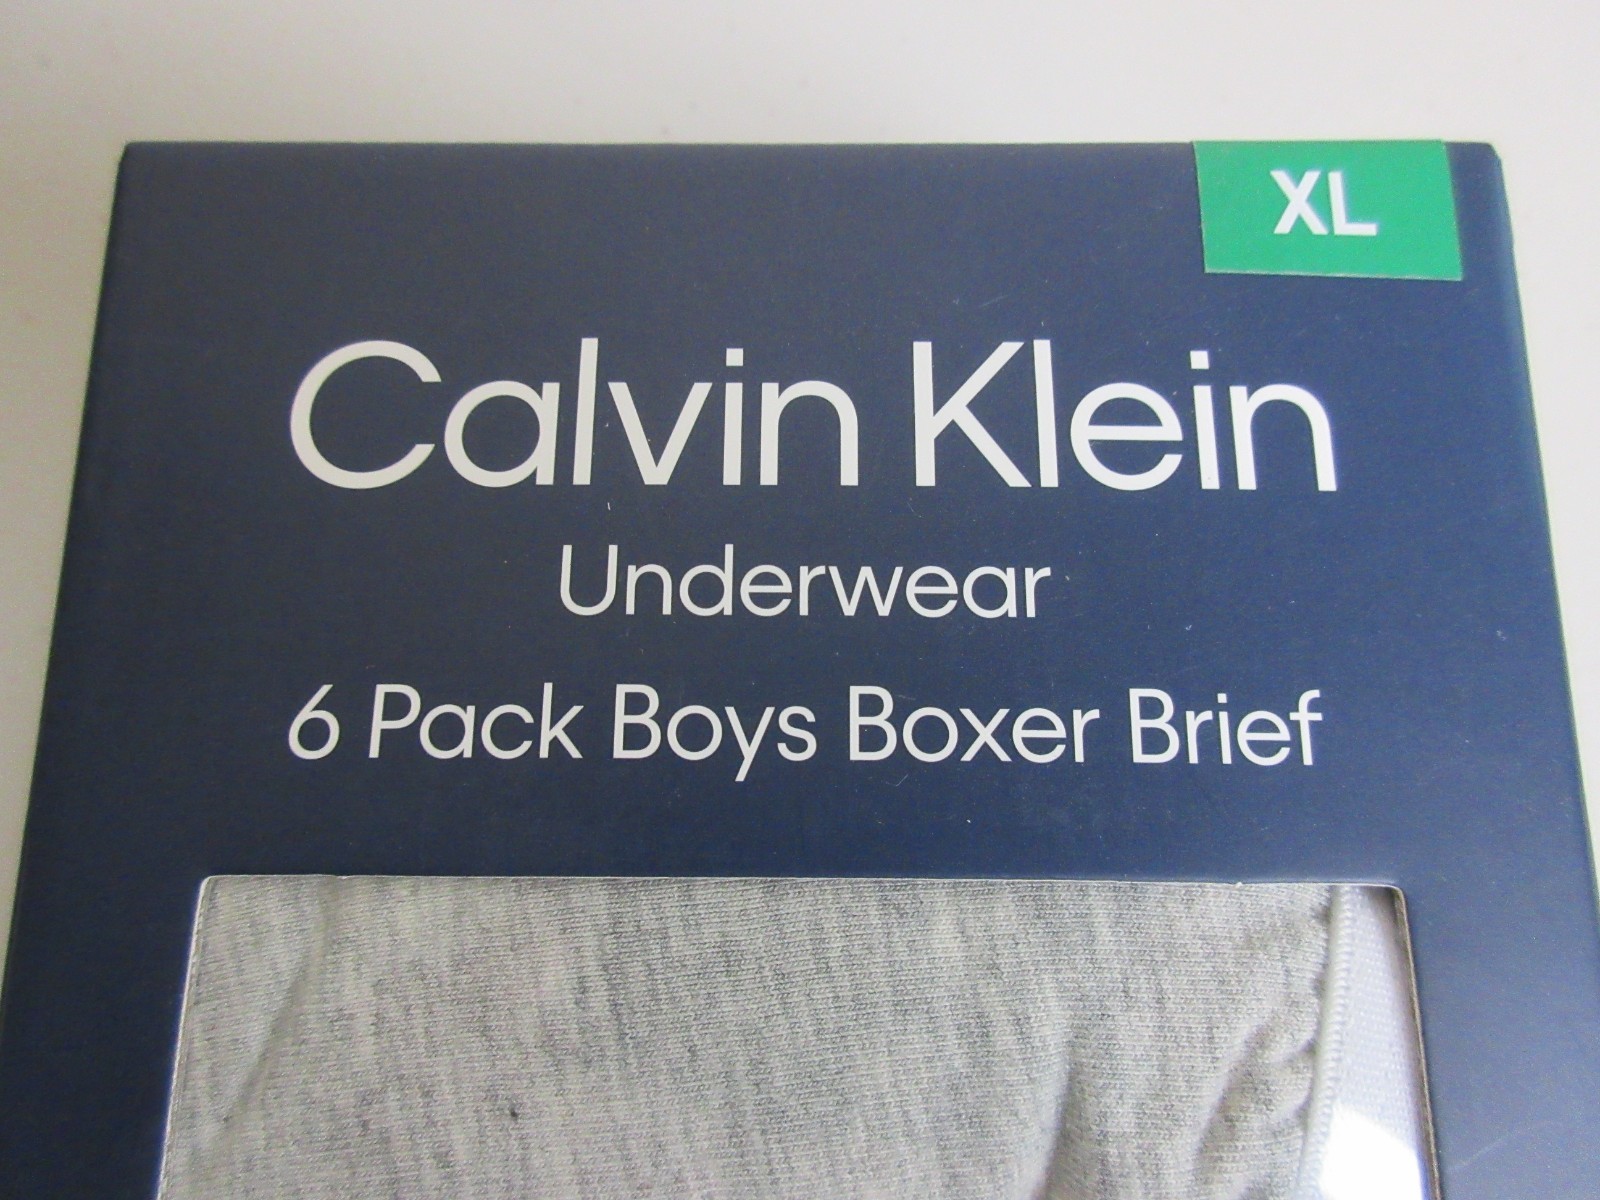 XL
Calvin Klein
Underwear
6 Pack Boys Boxer Brief